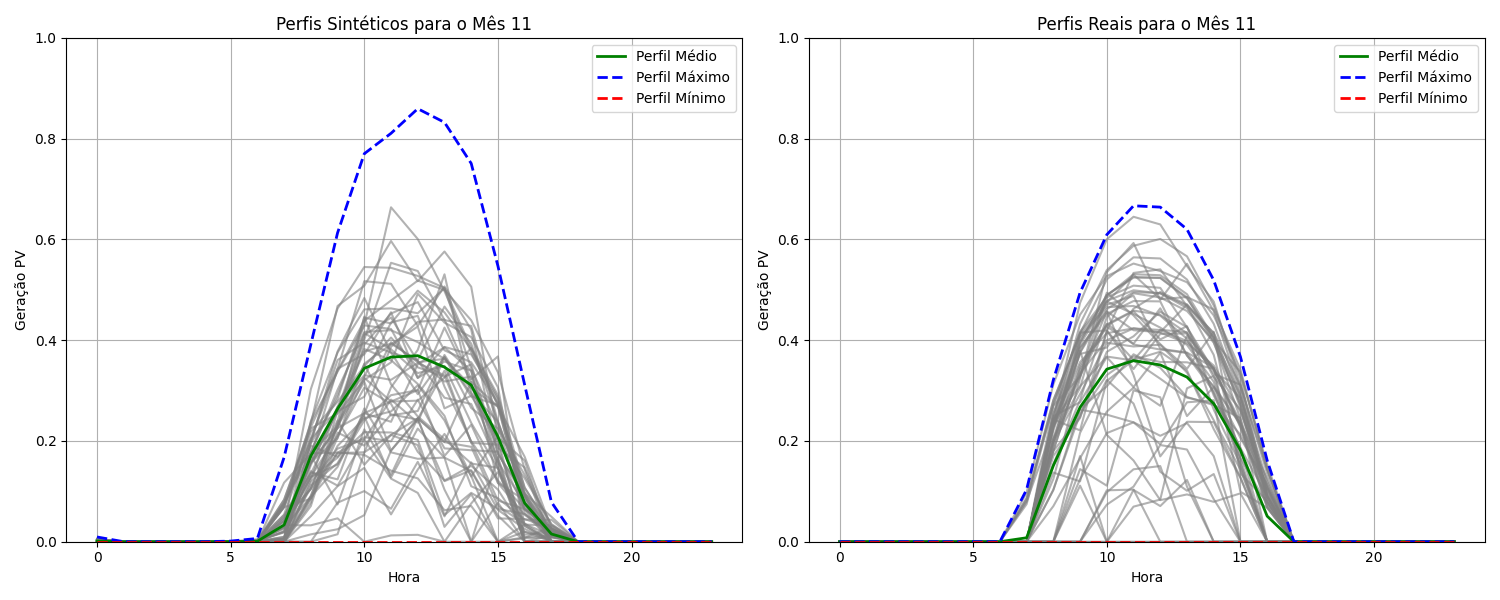 Perfis Sintéticos para o Mês 11
Geração PV
1.0
0.8
0.6
0.4
0.2
0.0
Perfil Médio
Perfil Máximo
Perfil Mínimo
0
5
10
15
20
Hora
Perfis Reais para o Mês 11
Geração PV
1.0
0.8
0.6
0.4
0.2
0.0
Perfil Médio
Perfil Máximo
Perfil Mínimo
0
5
10
15
20
Hora